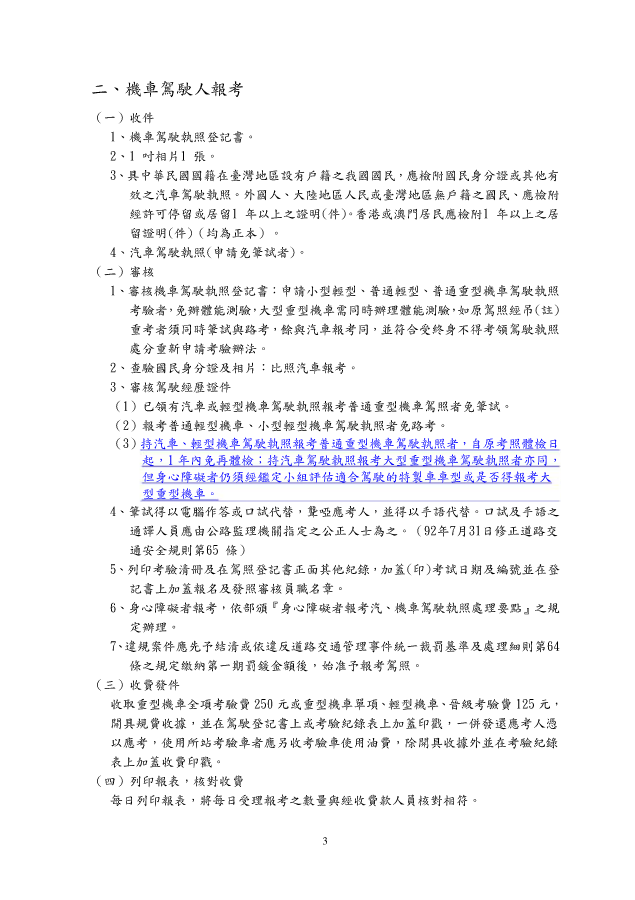 二、機車駕駛人報考
（一）收件
1、機車駕駛執照登記書。
2、1 吋相片1 張。
3、具中華民國國籍在臺灣地區設有戶籍之我國國民，應檢附國民身分證或其他有
效之汽車駕駛執照。外國人、大陸地區人民或臺灣地區無戶籍之國民、應檢附
經許可停留或居留1 年以上之證明(件)。香港或澳門居民應檢附1 年以上之居
留證明(件)（均為正本）。
4、汽車駕駛執照(申請免筆試者)。
（二）審核
1、審核機車駕駛執照登記書：申請小型輕型、普通輕型、普通重型機車駕駛執照
考驗者，免辦體能測驗，大型重型機車需同時辦理體能測驗，如原駕照經吊(註)
重考者須同時筆試與路考，餘與汽車報考同，並符合受終身不得考領駕駛執照
處分重新申請考驗辦法。
2、查驗國民身分證及相片：比照汽車報考。
3、審核駕駛經歷證件
（1）已領有汽車或輕型機車駕駛執照報考普通重型機車駕照者免筆試。
（2）報考普通輕型機車、小型輕型機車駕駛執照者免路考。
（3）持汽車、輕型機車駕駛執照報考普通重型機車駕駛執照者，自原考照體檢日
起，1 年內免再體檢；持汽車駕駛執照報考大型重型機車駕駛執照者亦同，
但身心障礙者仍須經鑑定小組評估適合駕駛的特製車車型或是否得報考大
型重型機車。
4、筆試得以電腦作答或口試代替，聾啞應考人，並得以手語代替。口試及手語之
通譯人員應由公路監理機關指定之公正人士為之。（92年7月31日修正道路交
通安全規則第65 條）
5、列印考驗清冊及在駕照登記書正面其他紀錄，加蓋(印)考試日期及編號並在登
記書上加蓋報名及發照審核員職名章。
6、身心障礙者報考，依部頒『身心障礙者報考汽、機車駕駛執照處理要點』之規
定辦理。
7、違規案件應先予結清或依違反道路交通管理事件統一裁罰基準及處理細則第64
條之規定繳納第一期罰鍰金額後，始准予報考駕照。
（三）收費發件
收取重型機車全項考驗費 250 元或重型機車單項、輕型機車、晉級考驗費 125 元，
開具規費收據，並在駕駛登記書上或考驗紀錄表上加蓋印戳，一併發還應考人憑
以應考，使用所站考驗車者應另收考驗車使用油費，除開具收據外並在考驗紀錄
表上加蓋收費印戳。
（四）列印報表，核對收費
每日列印報表，將每日受理報考之數量與經收費款人員核對相符。
3